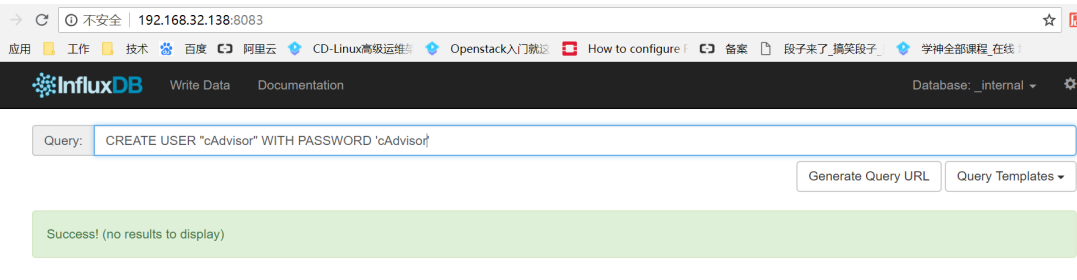 不安全 192.168.32.138:8083
应用 工作 技术 百度 阿里云 CD-Linux高级运维 Openstack入门就这 How to configure 备案 段子来了_搞笑段子_ 学神全部课程_在线
InfluxDB Write Data Documentation Database: _internal
Query: CREATE USER "cAdvisor" WITH PASSWORD 'cAdvisor'
Generate Query URL Query Templates
Success! (no results to display)